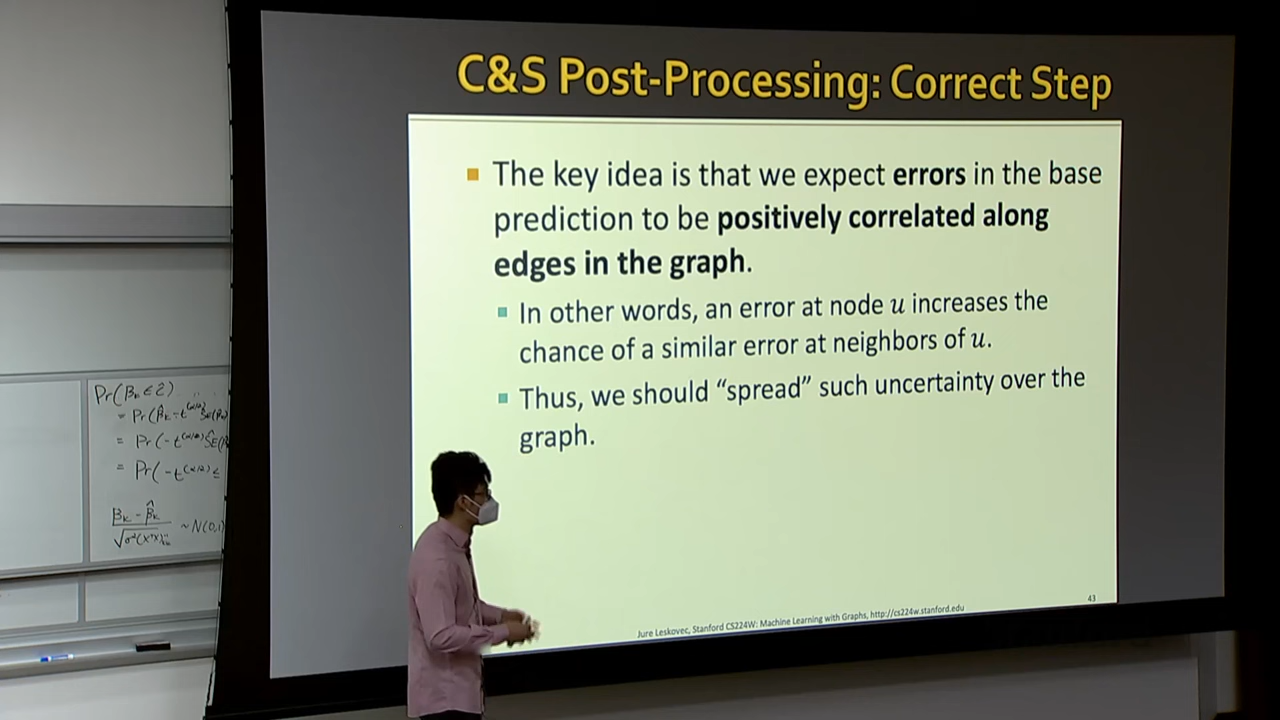 C&S Post-Processing: Correct Step
The key idea is that we expect errors in the base
prediction to be positively correlated along
edges in the graph.
In other words, an error at node u increases the
chance of a similar error at neighbors of u.
Thus, we should “spread” such uncertainty over the
graph.
43
Jure Leskovec, Stanford CS224W: Machine Learning with Graphs, http://cs224w.stanford.edu